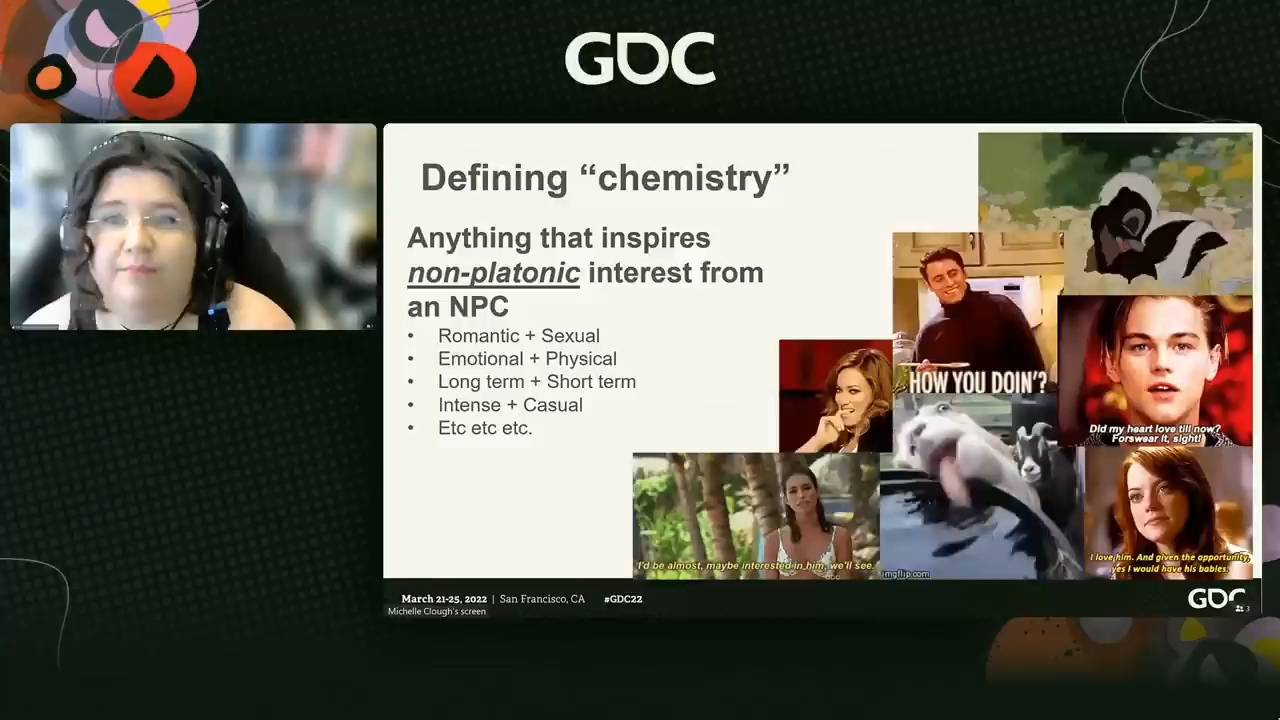 GDC
Defining “chemistry”
Anything that inspires
non-platonic interest from
an NPC
• Romantic + Sexual
• Emotional + Physical
• Long term + Short term
• Intense + Casual
• Etc etc etc.
HOW YOU DOIN'?
Did my heart love till now?
Forswear it, sight!
I'd be almost, maybe interested in him, we'll see.
imgflip.com
I love him. And given the opportunity,
yes I would have his babies.
March 21-25, 2022 | San Francisco, CA #GDC22
GDC
Michelle Clough's screen
3